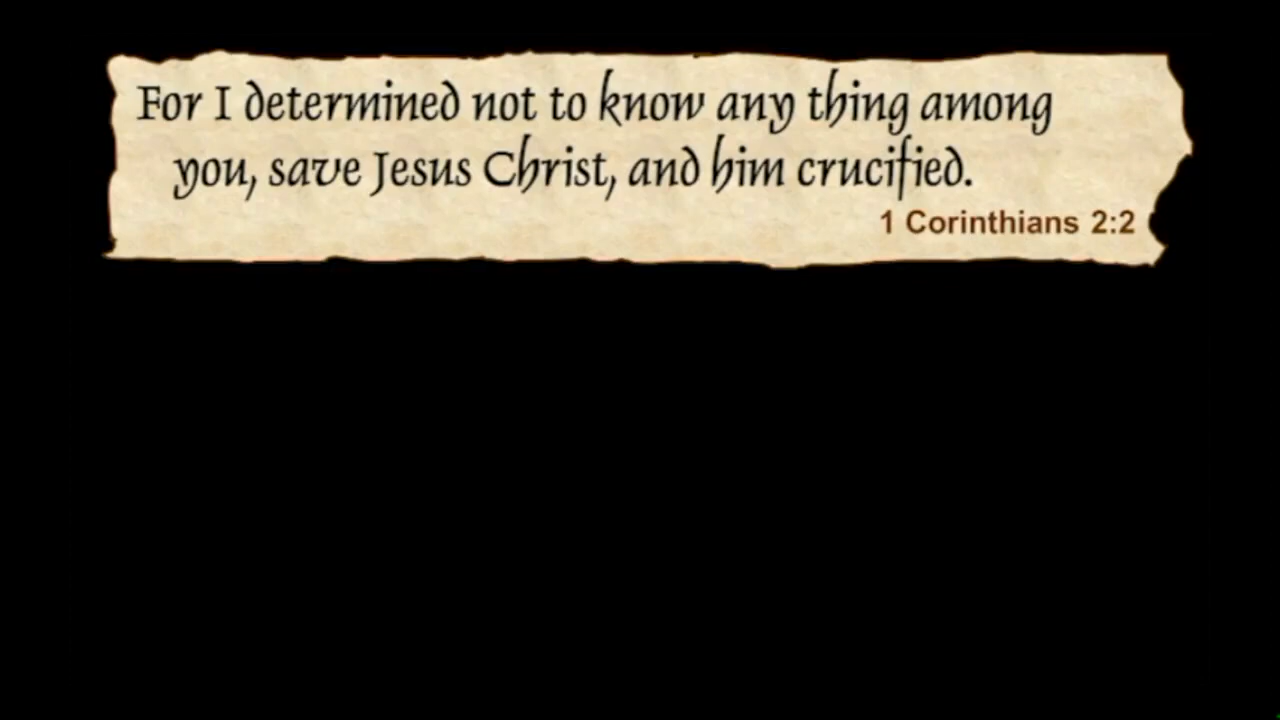 For I determined not to know any thing among
you, save Jesus Christ, and him crucified.
1 Corinthians 2:2